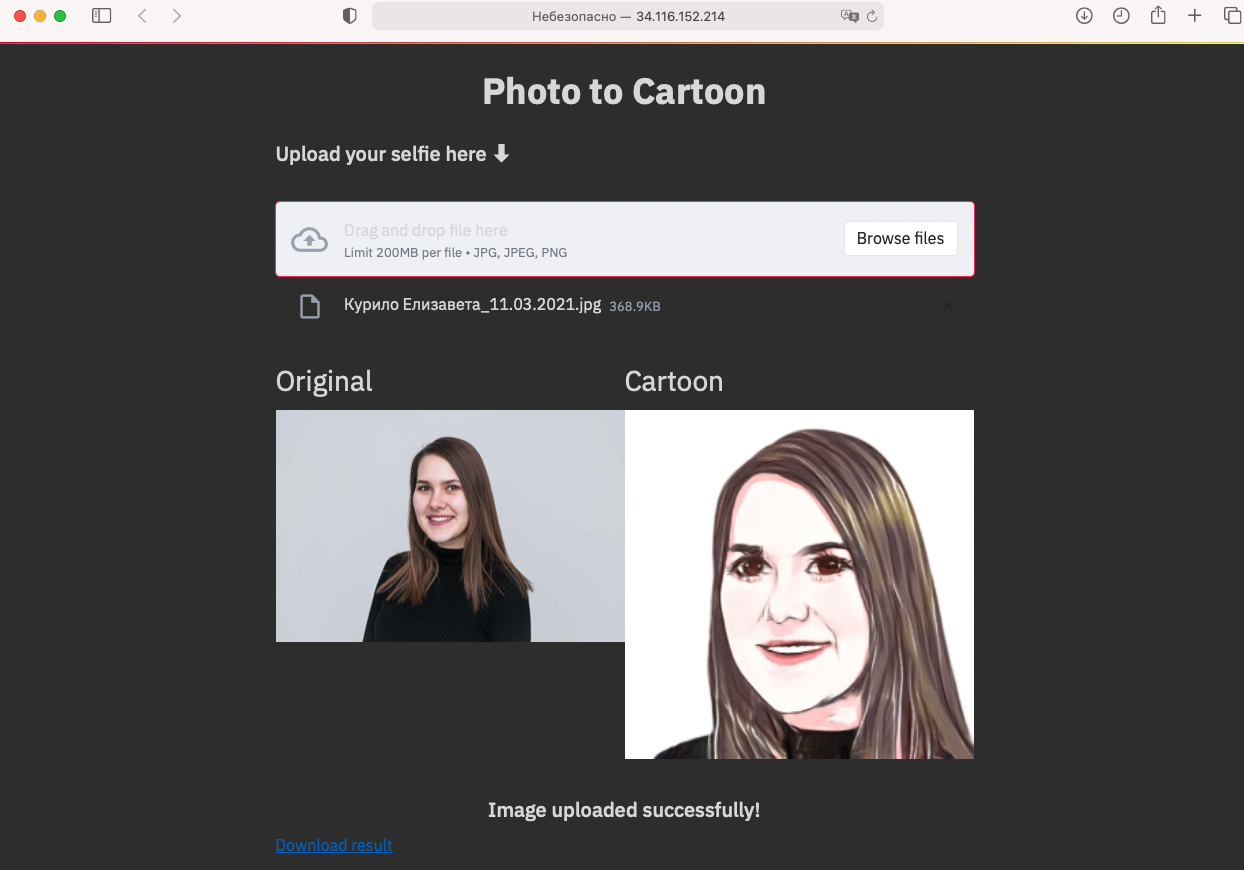 Небезопасно — 34.116.152.214
Photo to Cartoon
Upload your selfie here ⬇
Drag and drop file here
Limit 200MB per file • JPG, JPEG, PNG
Browse files
Курило Елизавета_11.03.2021.jpg 368.9KB
Original
Cartoon
Image uploaded successfully!
Download result